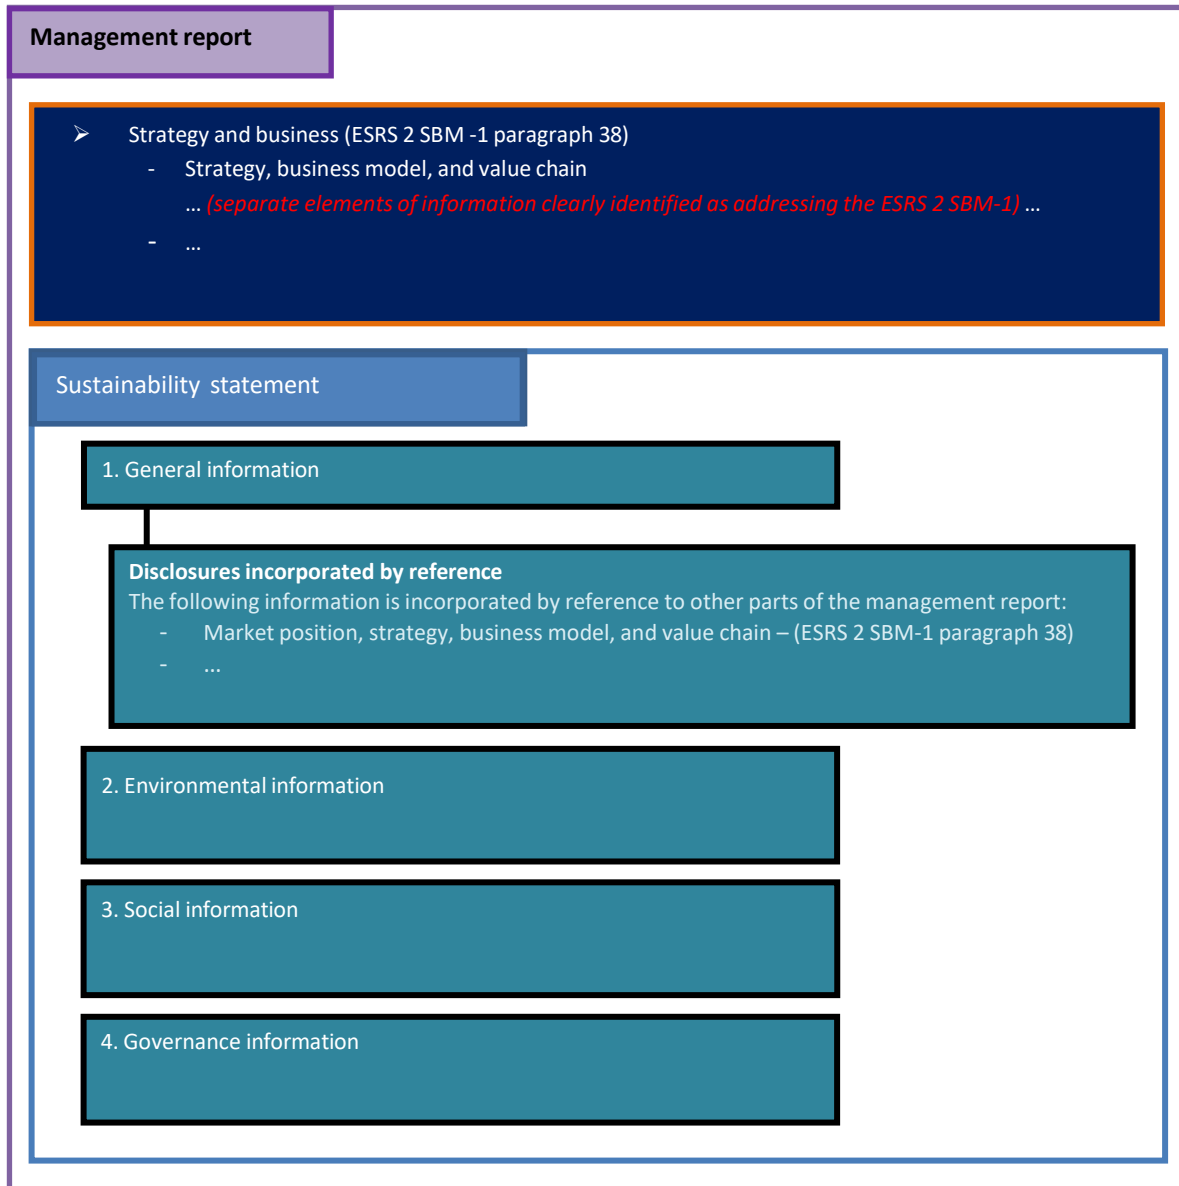 Management report
➢ Strategy and business (ESRS 2 SBM -1 paragraph 38)
- Strategy, business model, and value chain
… (separate elements of information clearly identified as addressing the ESRS 2 SBM-1) …
- …
Sustainability statement
1. General information
Disclosures incorporated by reference
The following information is incorporated by reference to other parts of the management report:
- Market position, strategy, business model, and value chain – (ESRS 2 SBM-1 paragraph 38)
- …
2. Environmental information
3. Social information
4. Governance information